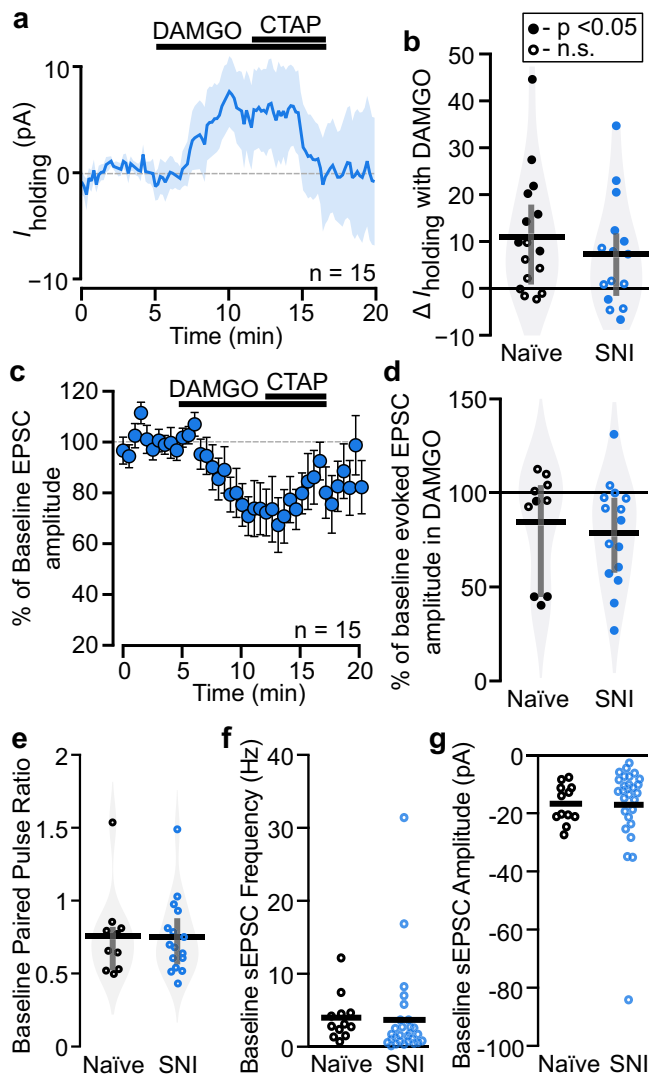 a
DAMGO
CTAP
10
0
−10
I holding (pA)
n = 15
0
5
10
15
20
Time (min)
b
- p <0.05
- n.s.
50
40
30
20
10
0
−10
Δ I holding with DAMGO
Naïve
SNI
c
DAMGO
CTAP
120
100
80
60
40
20
% of Baseline EPSC
amplitude
n = 15
0
5
10
15
20
Time (min)
d
150
100
50
0
% of baseline evoked EPSC
amplitude in DAMGO
Naïve
SNI
e
2
1.5
1
0.5
0
Baseline Paired Pulse Ratio
Naïve
SNI
f
40
30
20
10
0
Baseline sEPSC Frequency (Hz)
Naïve
SNI
g
0
-20
-40
-60
-80
-100
Baseline sEPSC Amplitude (pA)
Naïve
SNI